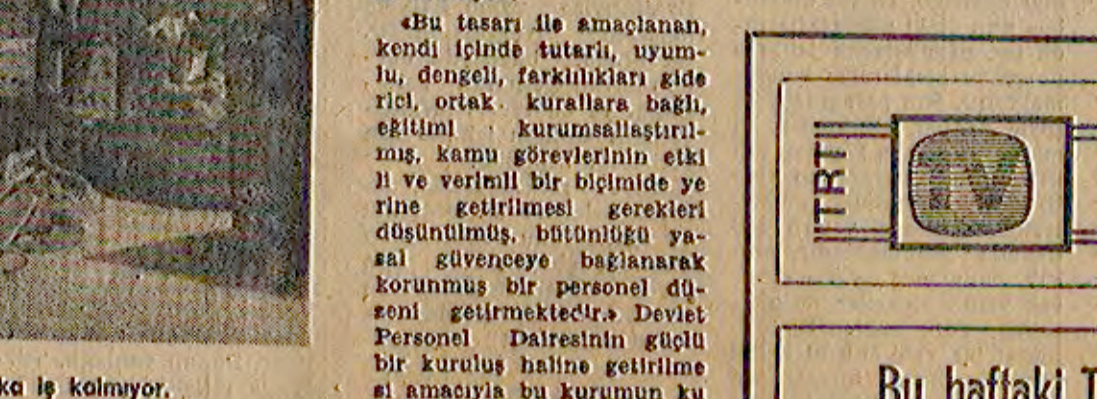 «Bu tasarı ile amaçlanan,
kendi içinde tutarlı, uyum-
lu, dengeli, farklılıkları gide
rici, ortak kurallara bağlı,
eğitimi kurumsallaştırıl-
mış, kamu görevlerinin etki
li ve verimli bir biçimide ye
rine getirilmesi gerekleri
düşünülmüş, bütünlüğü ya-
sal güvenceye bağlanarak
korunmuş bir personel dü-
zeni getirmektedir.» Devlet
Personel Dairesinin güçlü
bir kuruluş haline getirilme
si amacıyla bu kurumun ku
ka iş kalmıyor.
TRT
TV
Bu haftaki T